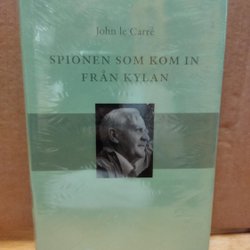 John le Carré
SPIONEN SOM KOM IN
FRÅN KYLAN